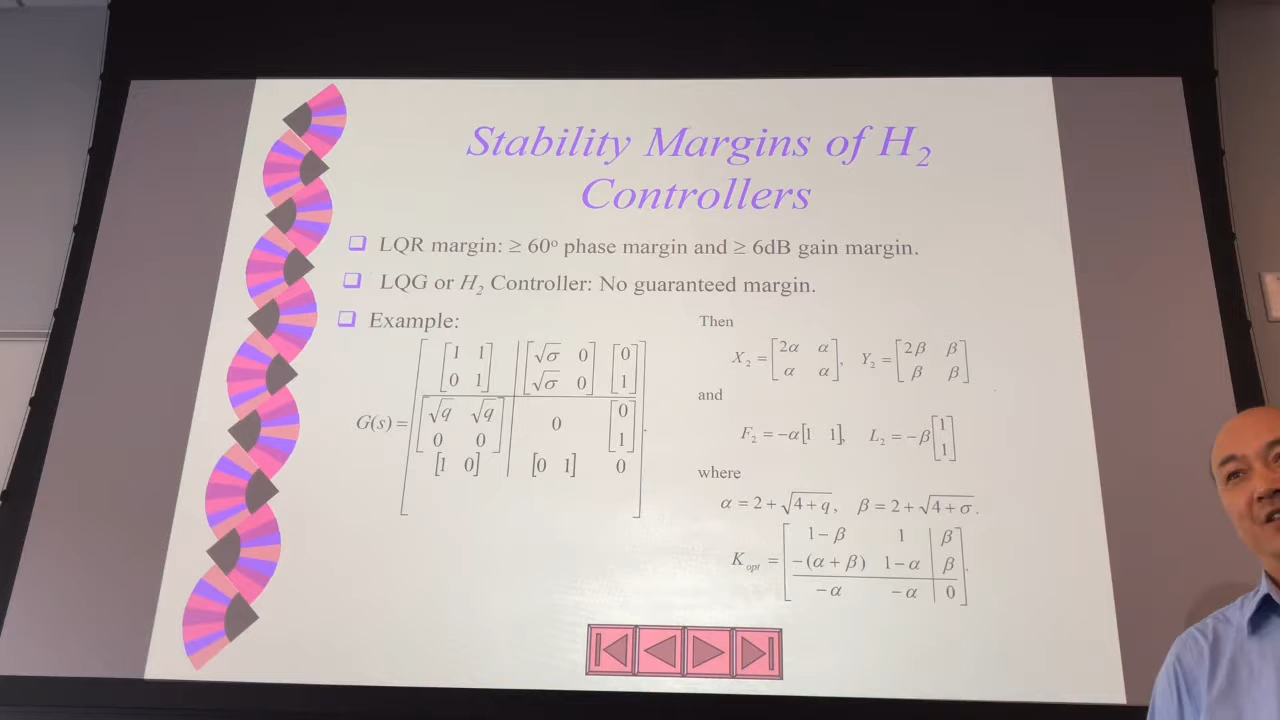 Stability Margins of H₂
Controllers
❑ LQR margin: ≥ 60° phase margin and ≥ 6dB gain margin.
❑ LQG or H₂ Controller: No guaranteed margin.
❑ Example:
G(s) = [ [1 1; 0 1] | [√σ 0; √σ 0] [0; 1] ; [√q √q; 0 0] | 0 [0; 1] ; [1 0] | [0 1] 0 ].
Then
X₂ = [2α α; α α], Y₂ = [2β β; β β]
and
F₂ = −α[1 1], L₂ = −β[1; 1]
where
α = 2 + √(4 + q), β = 2 + √(4 + σ).
K_opt = [1−β 1 | β; −(α + β) 1−α | β; −α −α | 0].